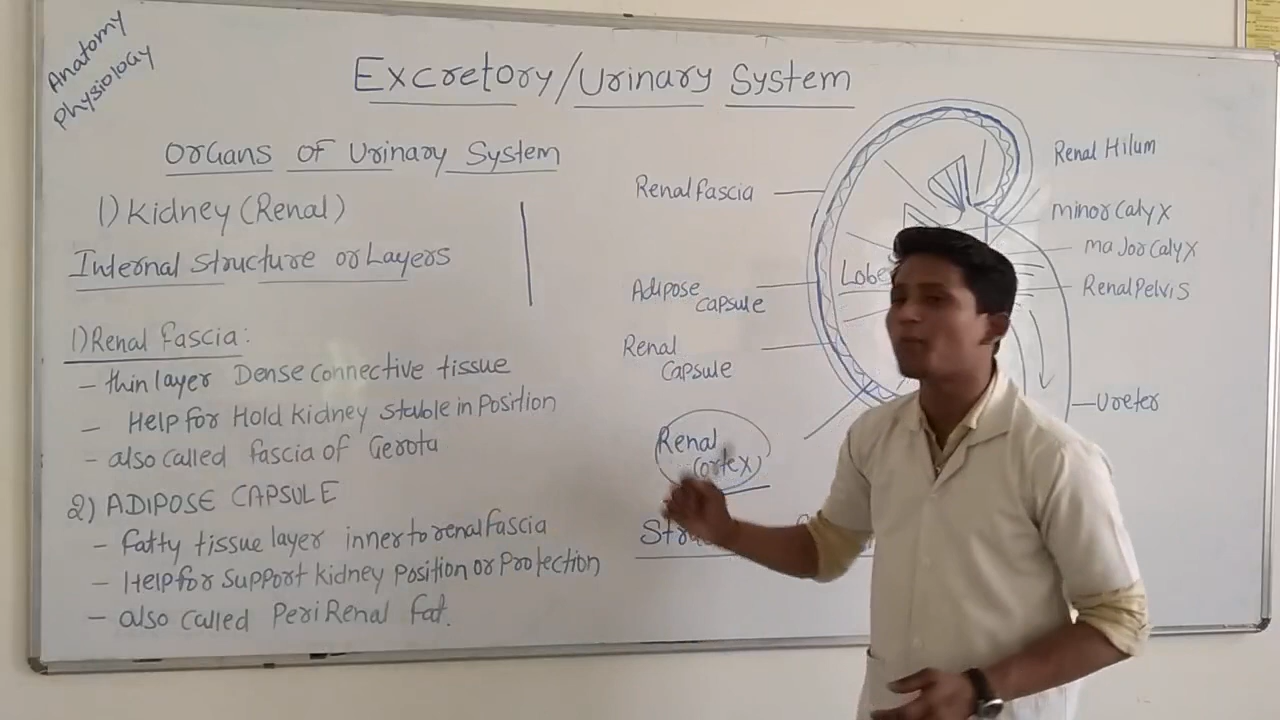 Anatomy
Physiology
Excretory/Urinary System
Organs of Urinary System
1) Kidney (Renal)
Internal Structure or Layers
1) Renal fascia:
- thin layer Dense connective tissue
- Help for Hold kidney stable in Position
- also called fascia of Gerota
2) ADIPOSE CAPSULE
- fatty tissue layer inner to renal fascia
- Help for support kidney position or Protection
- also called PeriRenal fat.
Renal fascia
Adipose
capsule
Renal
capsule
Renal
Cortex
Lobe
Renal Hilum
minor Calyx
major calyx
Renal Pelvis
Ureter